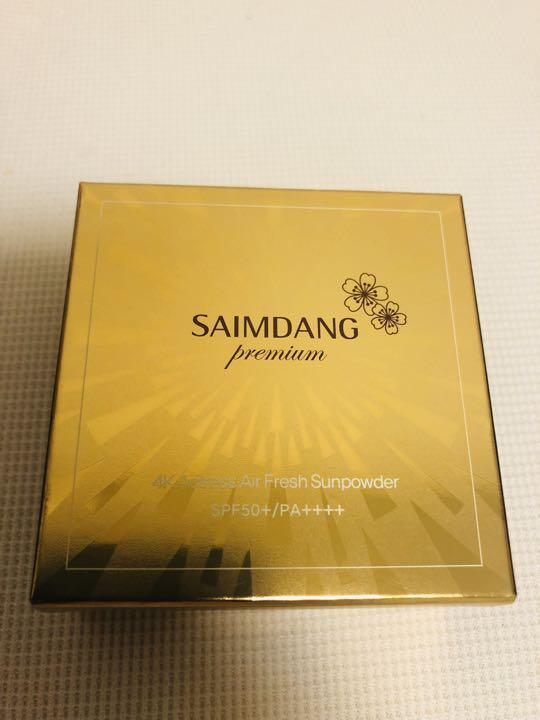 SAIMDANG
premium
4K Actress Air Fresh Sunpowder
SPF50+/PA++++